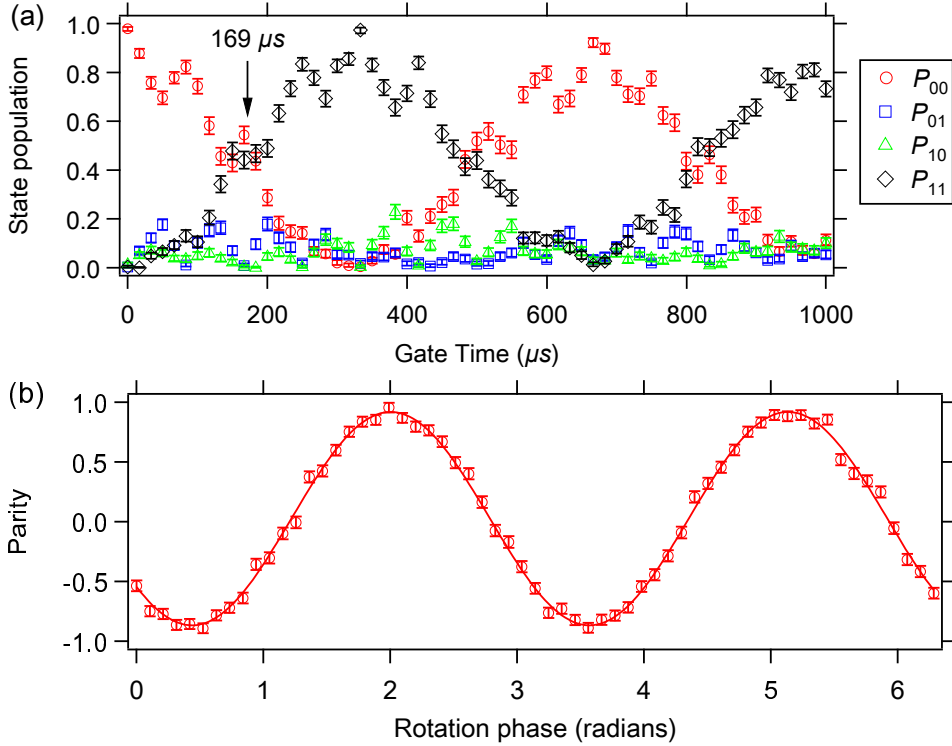 (a)
State population
1.0
0.8
0.6
0.4
0.2
0.0
169 μs
0 200 400 600 800 1000
Gate Time (μs)
P00
P01
P10
P11
(b)
Parity
1.0
0.5
0.0
-0.5
-1.0
0 1 2 3 4 5 6
Rotation phase (radians)